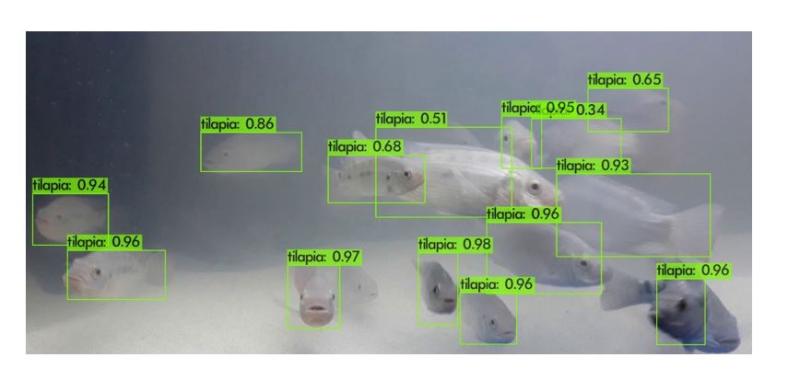 tilapia: 0.65
tilapia: 0.95
0.34
tilapia: 0.51
tilapia: 0.86
tilapia: 0.68
tilapia: 0.93
tilapia: 0.94
tilapia: 0.96
tilapia: 0.96
tilapia: 0.98
tilapia: 0.97
tilapia: 0.96
tilapia: 0.96